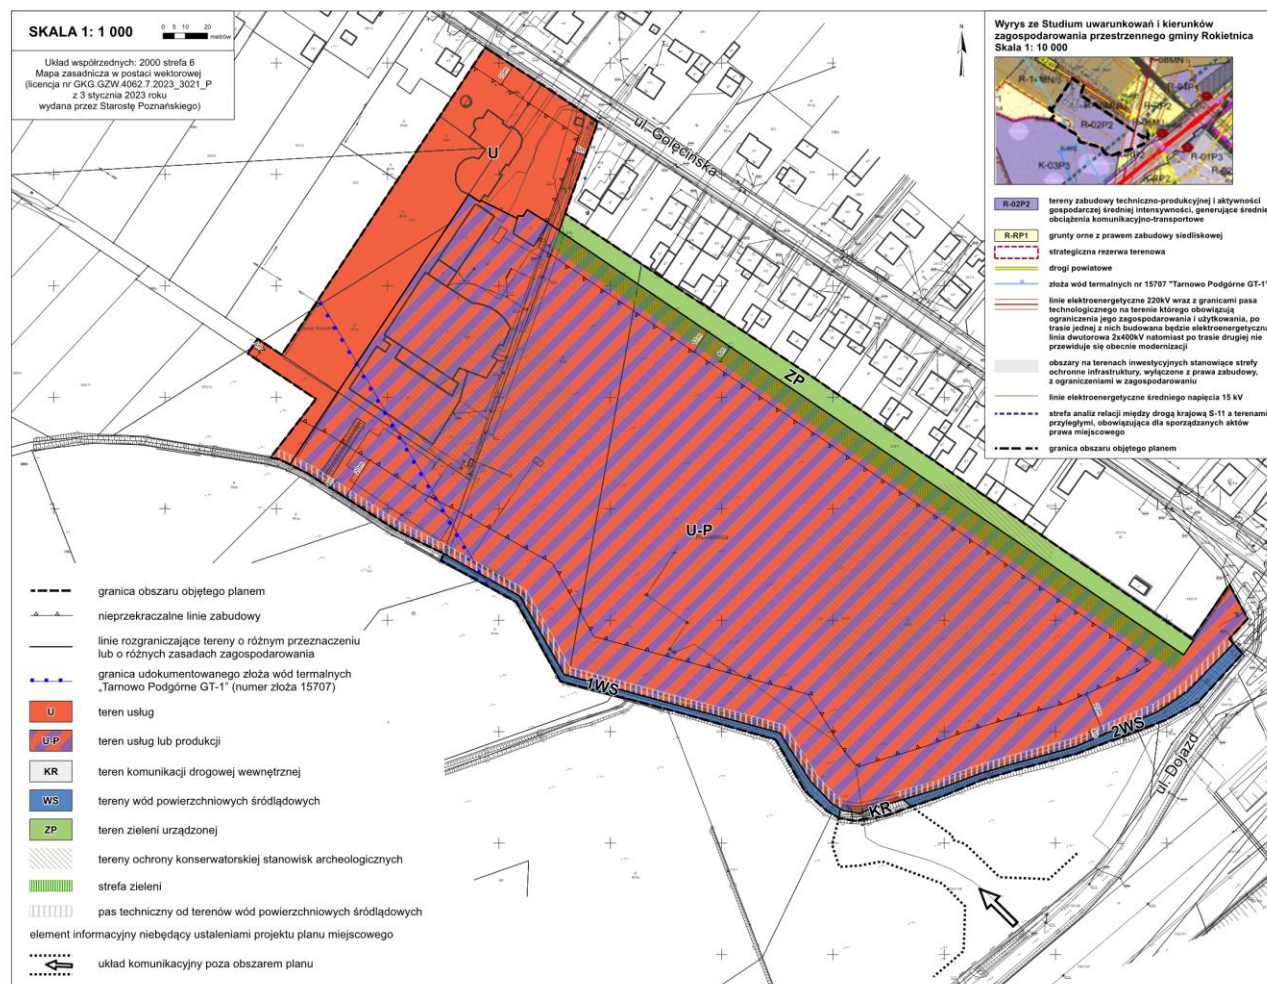 SKALA 1: 1 000
0 5 10 20
metrów
Układ współrzędnych: 2000 strefa 6
Mapa zasadnicza w postaci wektorowej
(licencja nr GKG.GZW.4062.7.2023_3021_P
z 3 stycznia 2023 roku
wydana przez Starostę Poznańskiego)
N
Wyrys ze Studium uwarunkowań i kierunków
zagospodarowania przestrzennego gminy Rokietnica
Skala 1: 10 000
R-02P2
K-03P3
R-01P3
R-02P2
tereny zabudowy techniczno-produkcyjnej i aktywności
gospodarczej średniej intensywności, generujące średnie
obciążenia komunikacyjno-transportowe
R-RP1
grunty orne z prawem zabudowy siedliskowej
strategiczna rezerwa terenowa
drogi powiatowe
złoża wód termalnych nr 15707 "Tarnowo Podgórne GT-1"
linie elektroenergetyczne 220kV wraz z granicami pasa
technologicznego na terenie którego obowiązują
ograniczenia jego zagospodarowania i użytkowania, po
trasie jednej z nich budowana będzie elektroenergetyczna
linia dwutorowa 2x400kV natomiast po trasie drugiej nie
przewiduje się obecnie modernizacji
obszary na terenach inwestycyjnych stanowiące strefy
ochronne infrastruktury, wyłączone z prawa zabudowy,
z ograniczeniami w zagospodarowaniu
linie elektroenergetyczne średniego napięcia 15 kV
strefa analiz relacji między drogą krajową S-11 a terenami
przyległymi, obowiązująca dla sporządzanych aktów
prawa miejscowego
granica obszaru objętego planem
ul. Golęcińska
U
ZP
U-P
1WS
2WS
KR
ul. Dojazd
granica obszaru objętego planem
nieprzekraczalne linie zabudowy
linie rozgraniczające tereny o różnym przeznaczeniu
lub o różnych zasadach zagospodarowania
granica udokumentowanego złoża wód termalnych
„Tarnowo Podgórne GT-1" (numer złoża 15707)
U teren usług
U-P teren usług lub produkcji
KR teren komunikacji drogowej wewnętrznej
WS tereny wód powierzchniowych śródlądowych
ZP teren zieleni urządzonej
tereny ochrony konserwatorskiej stanowisk archeologicznych
strefa zieleni
pas techniczny od terenów wód powierzchniowych śródlądowych
element informacyjny niebędący ustaleniami projektu planu miejscowego
układ komunikacyjny poza obszarem planu